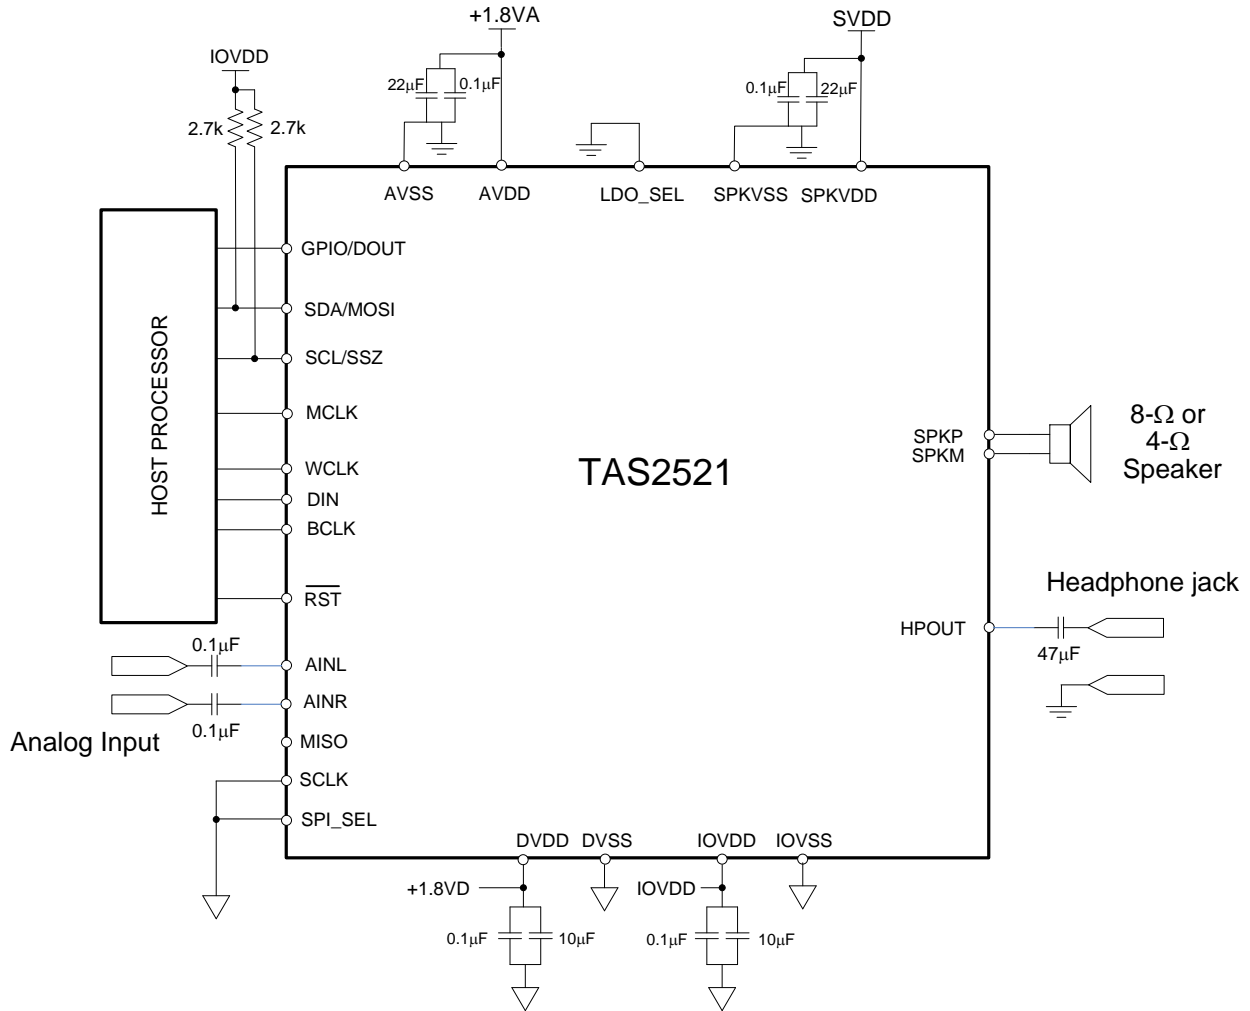 +1.8VA
SVDD
IOVDD
22μF
0.1μF
0.1μF
22μF
2.7k
2.7k
AVSS
AVDD
LDO_SEL
SPKVSS
SPKVDD
GPIO/DOUT
SDA/MOSI
SCL/SSZ
MCLK
WCLK
DIN
BCLK
RST
HOST PROCESSOR
TAS2521
SPKP
SPKM
8-Ω or
4-Ω
Speaker
Headphone jack
HPOUT
47μF
0.1μF
AINL
AINR
0.1μF
Analog Input
MISO
SCLK
SPI_SEL
DVDD
DVSS
IOVDD
IOVSS
+1.8VD
IOVDD
0.1μF
10μF
0.1μF
10μF